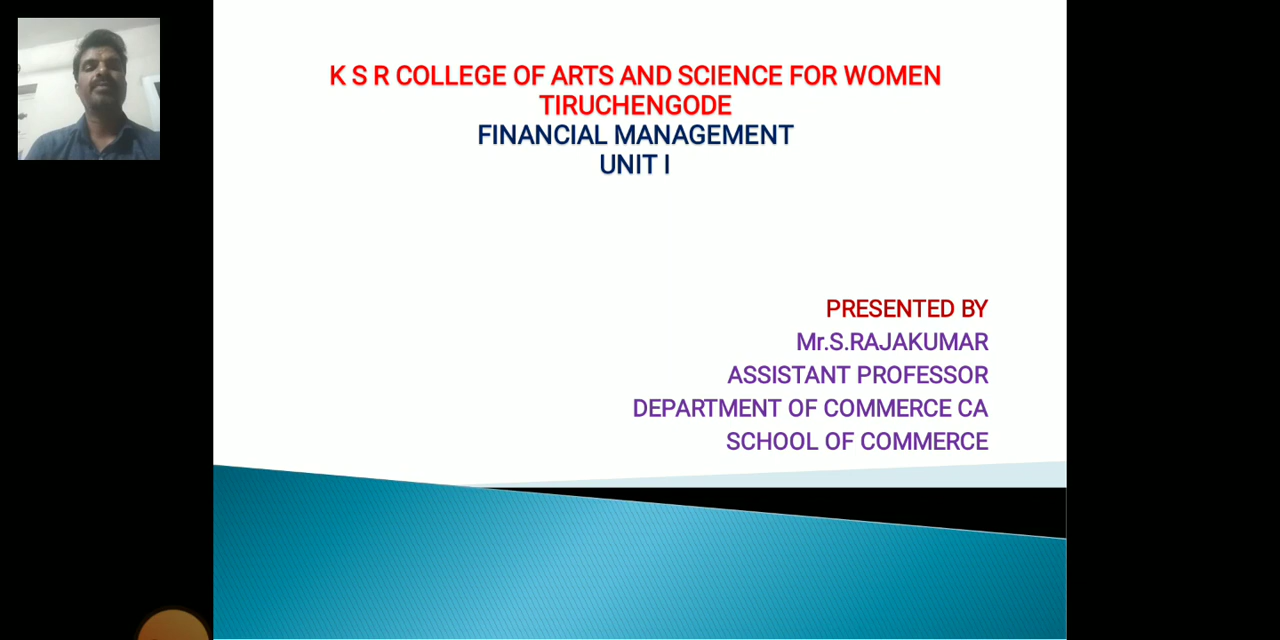 K S R COLLEGE OF ARTS AND SCIENCE FOR WOMEN
TIRUCHENGODE
FINANCIAL MANAGEMENT
UNIT I
PRESENTED BY
Mr.S.RAJAKUMAR
ASSISTANT PROFESSOR
DEPARTMENT OF COMMERCE CA
SCHOOL OF COMMERCE